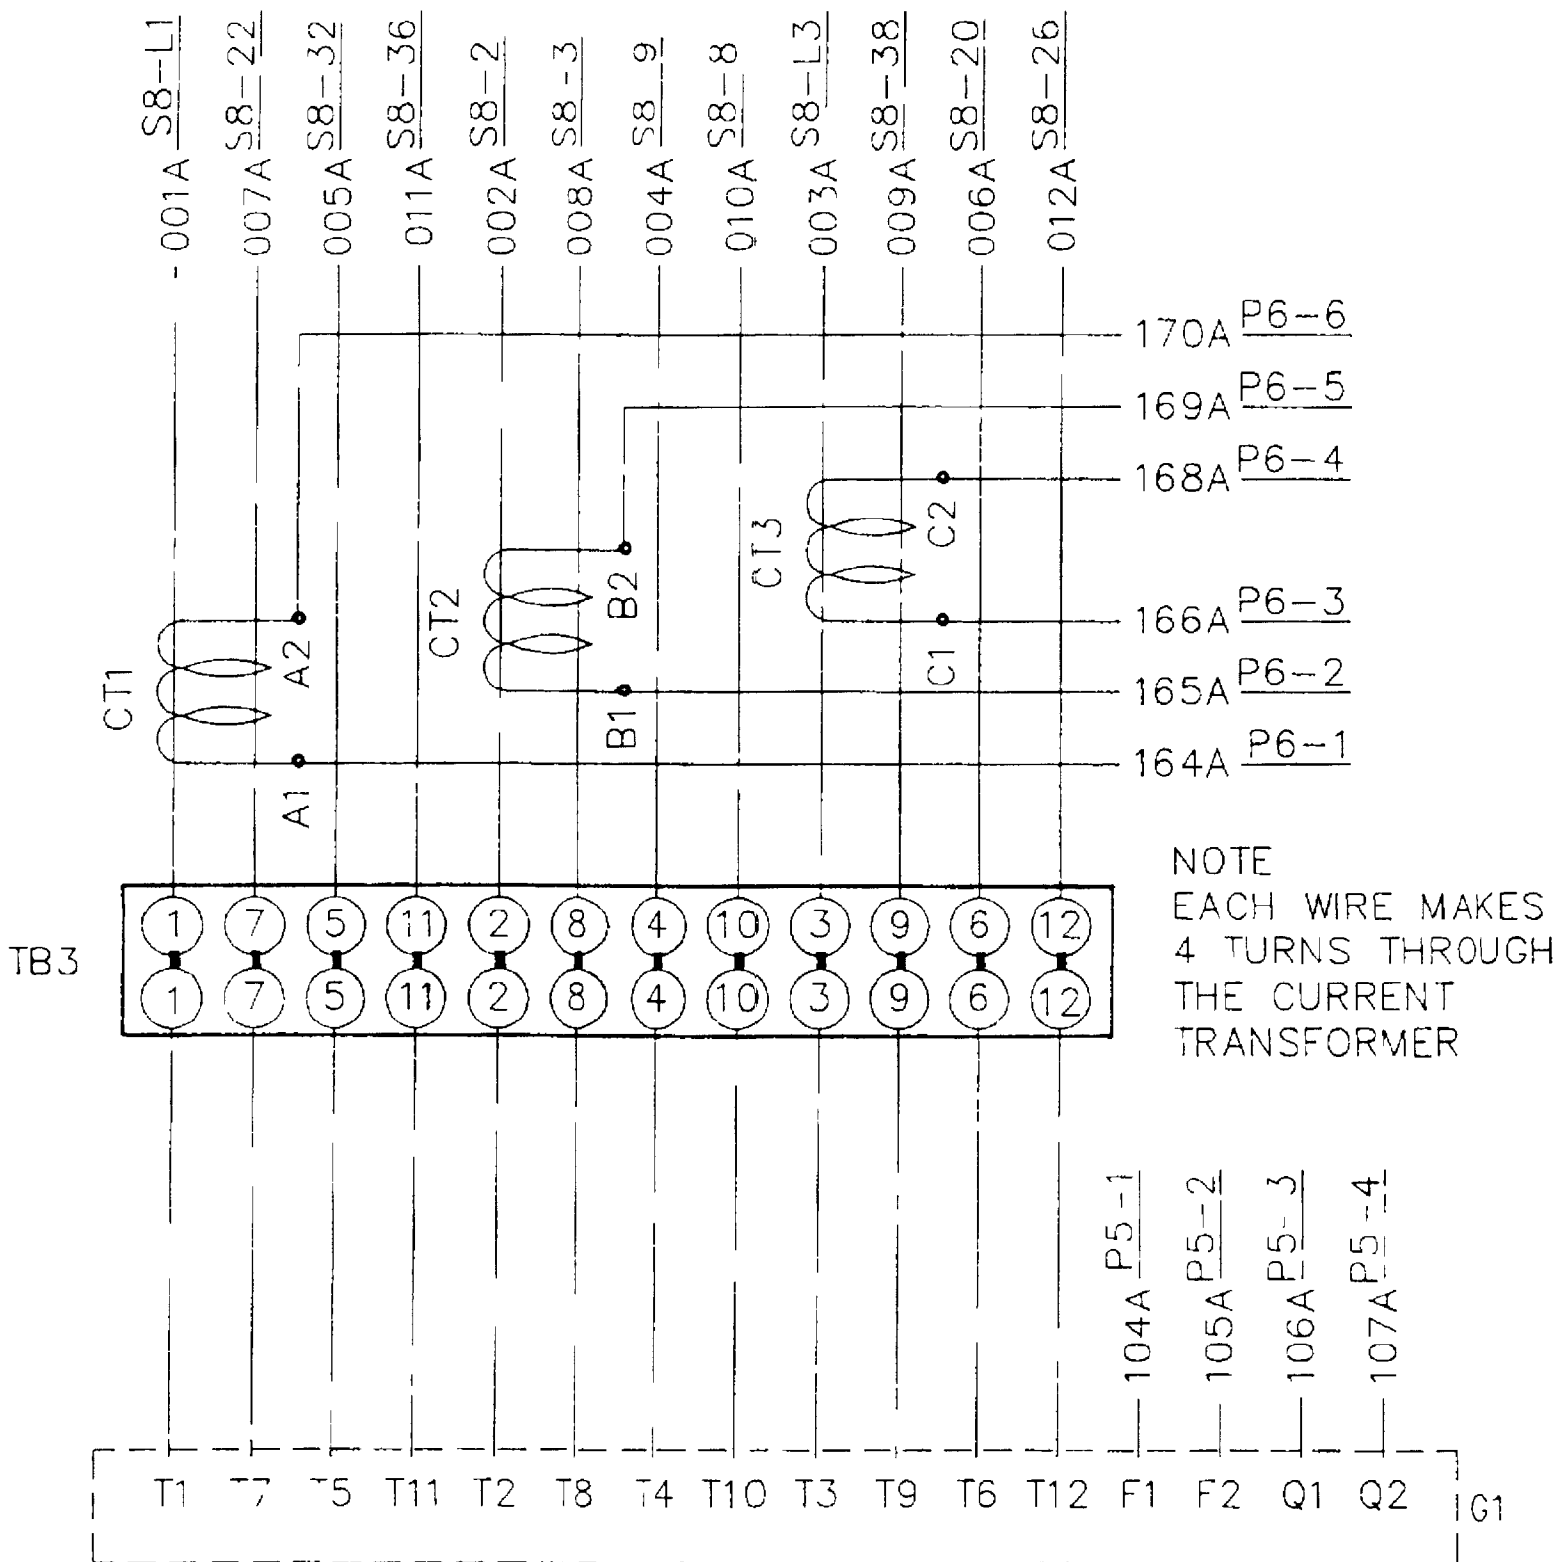 S8-L1
S8-22
S8-32
S8-36
S8-2
S8-3
S8 9
S8-8
S8-L3
S8-38
S8-20
S8-26
001A
007A
005A
011A
002A
008A
004A
010A
003A
009A
006A
012A
170A P6-6
169A P6-5
168A P6-4
166A P6-3
165A P6-2
164A P6-1
CT1
A2
A1
CT2
B2
B1
CT3
C2
C1
NOTE
EACH WIRE MAKES
4 TURNS THROUGH
THE CURRENT
TRANSFORMER
TB3
1 7 5 11 2 8 4 10 3 9 6 12
1 7 5 11 2 8 4 10 3 9 6 12
104A P5-1
105A P5-2
106A P5-3
107A P5-4
T1 T7 T5 T11 T2 T8 T4 T10 T3 T9 T6 T12 F1 F2 Q1 Q2
G1